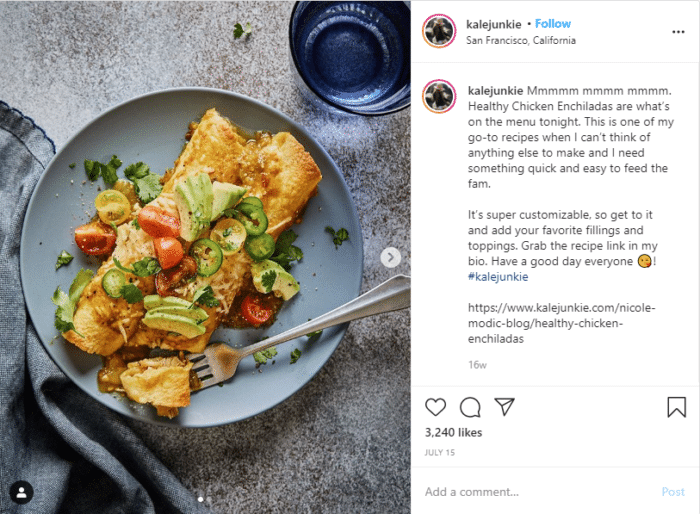 kalejunkie • Follow
San Francisco, California
kalejunkie Mmmmm mmmm mmmm.
Healthy Chicken Enchiladas are what's
on the menu tonight. This is one of my
go-to recipes when I can't think of
anything else to make and I need
something quick and easy to feed the
fam.
It's super customizable, so get to it
and add your favorite fillings and
toppings. Grab the recipe link in my
bio. Have a good day everyone 😋!
#kalejunkie
https://www.kalejunkie.com/nicole-
modic-blog/healthy-chicken-
enchiladas
16w
3,240 likes
JULY 15
Add a comment...
Post